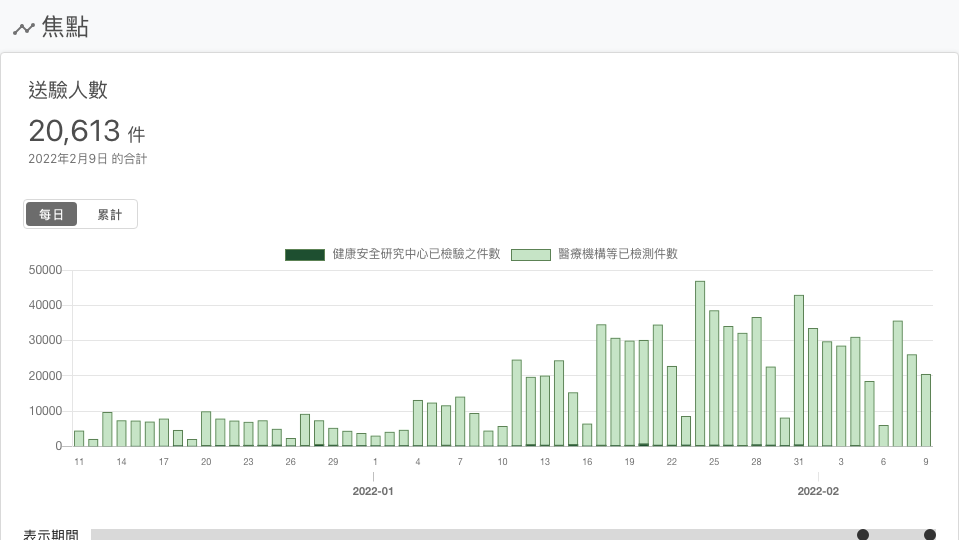 焦點
送驗人數
20,613 件
2022年2月9日 的合計
每日 累計
健康安全研究中心已檢驗之件數 醫療機構等已檢測件數
50000
40000
30000
20000
10000
0
11 14 17 20 23 26 29 1 4 7 10 13 16 19 22 25 28 31 3 6 9
2022-01 2022-02
表示期間